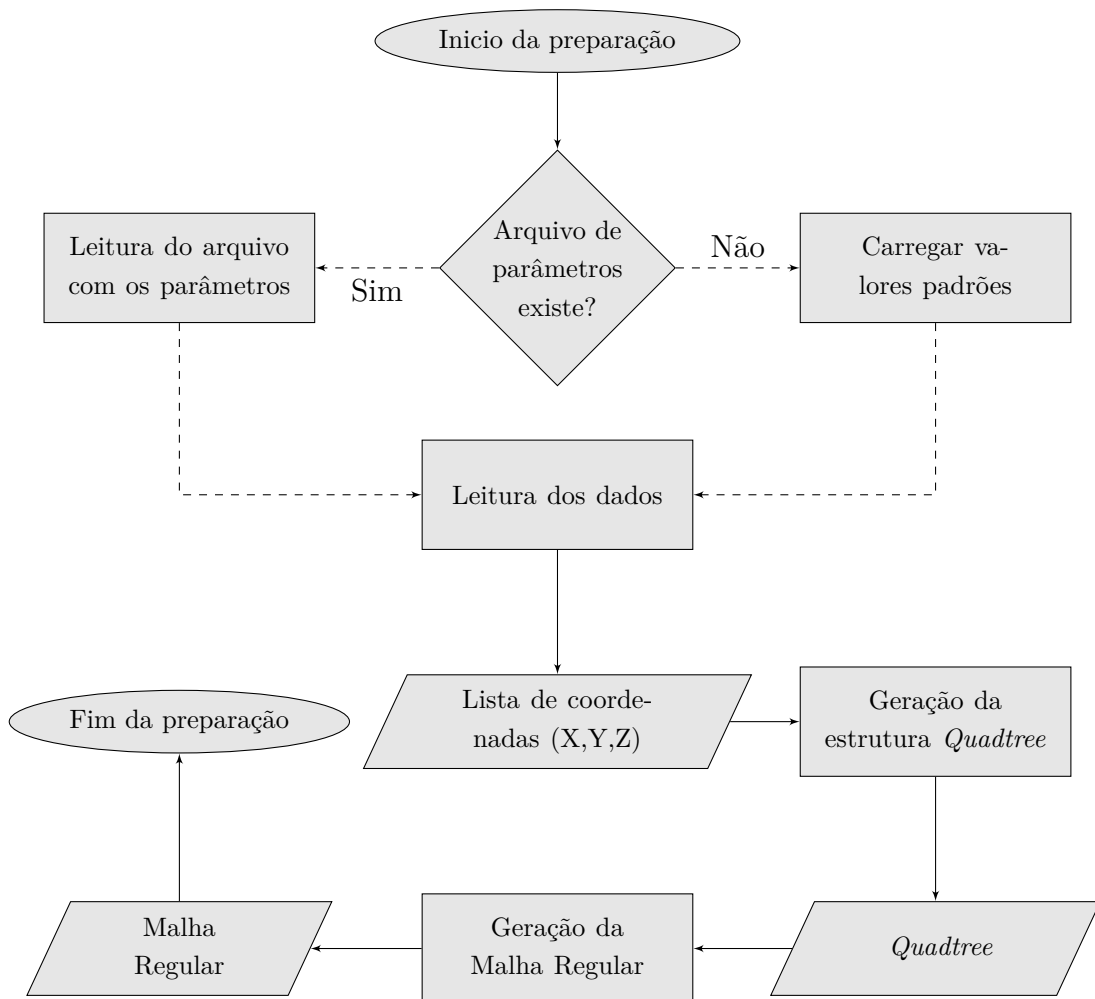 Inicio da preparação
Arquivo de
parâmetros
existe?
Leitura do arquivo
com os parâmetros
Sim
Não
Carregar va-
lores padrões
Leitura dos dados
Lista de coorde-
nadas (X,Y,Z)
Geração da
estrutura Quadtree
Fim da preparação
Quadtree
Geração da
Malha Regular
Malha
Regular